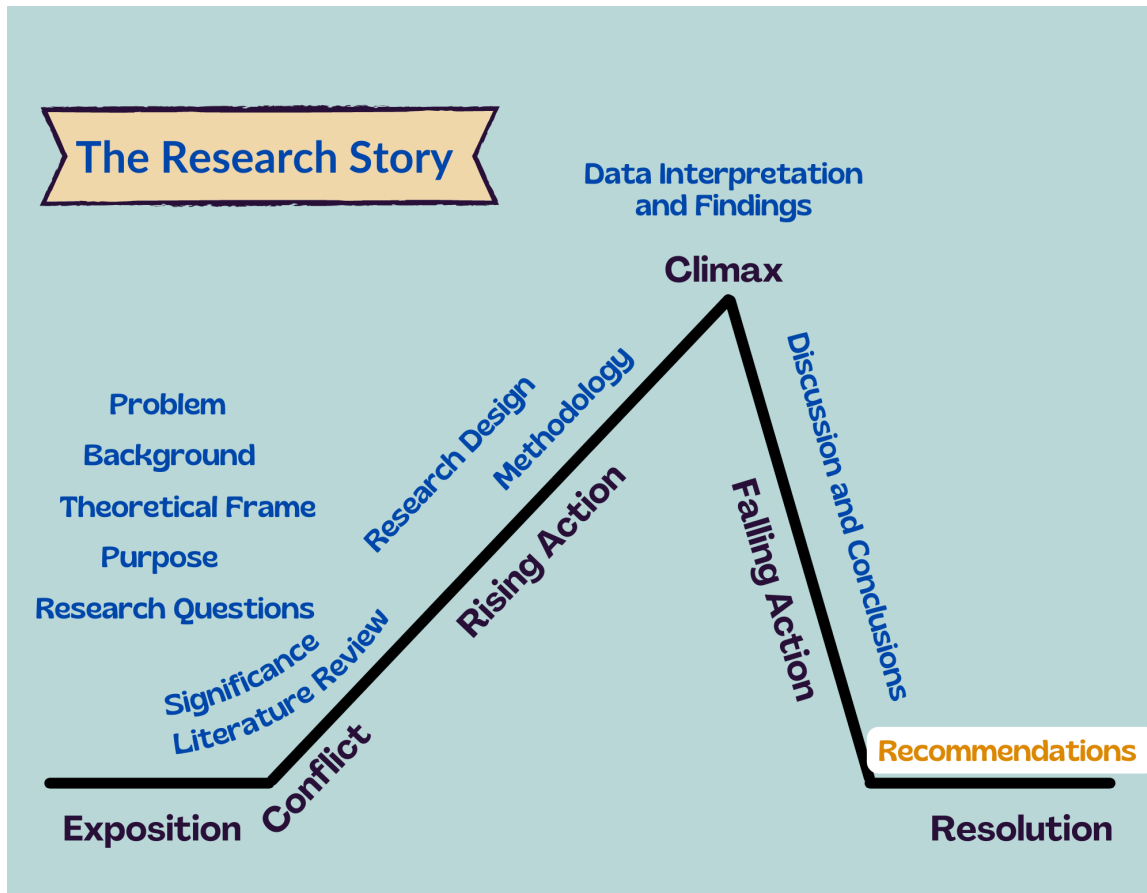 The Research Story
Data Interpretation
and Findings
Climax
Problem
Background
Theoretical Frame
Purpose
Research Questions
Significance
Literature Review
Research Design
Methodology
Rising Action
Conflict
Exposition
Discussion and Conclusions
Falling Action
Recommendations
Resolution